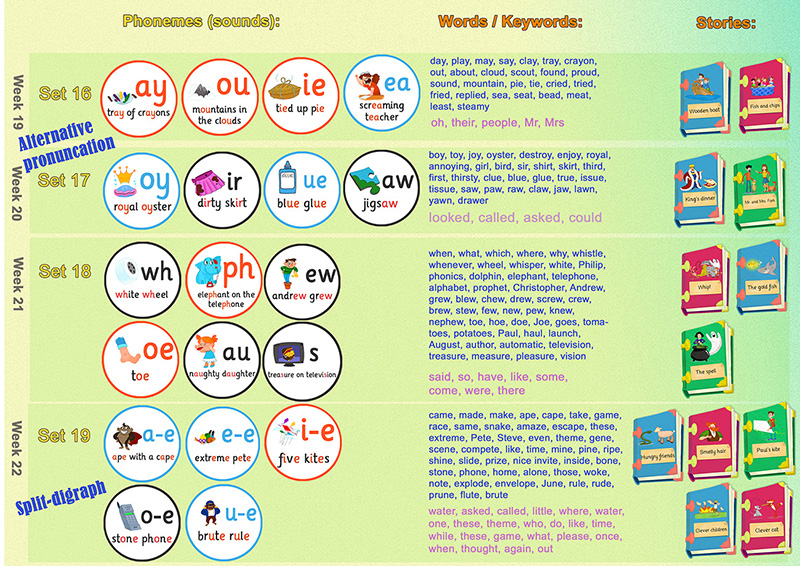 Phonemes (sounds):
Words / Keywords:
Stories:
Week 19
Set 16
ay
tray of crayons
ou
mountains in
the clouds
ie
tied up pie
ea
screaming
teacher
day, play, may, say, clay, tray, crayon,
out, about, cloud, scout, found, proud,
sound, mountain, pie, tie, cried, tried,
fried, replied, sea, seat, bead, meat,
least, steamy
oh, their, people, Mr, Mrs
Wooden boat
Fish and chips
Alternative
pronuncation
Week 20
Set 17
oy
royal oyster
ir
dirty skirt
ue
blue glue
aw
jigsaw
boy, toy, joy, oyster, destroy, enjoy, royal,
annoying, girl, bird, sir, shirt, skirt, third,
first, thirsty, clue, blue, glue, true, issue,
tissue, saw, paw, raw, claw, jaw, lawn,
yawn, drawer
looked, called, asked, could
King's dinner
Mr and Mrs. Fork
Week 21
Set 18
wh
white wheel
ph
elephant on the
telephone
ew
andrew grew
oe
toe
au
naughty daughter
s
treasure on television
when, what, which, where, why, whistle,
whenever, wheel, whisper, white, Philip,
phonics, dolphin, elephant, telephone,
alphabet, prophet, Christopher, Andrew,
grew, blew, chew, drew, screw, crew,
brew, stew, few, new, pew, knew,
nephew, toe, hoe, doe, Joe, goes, toma-
toes, potatoes, Paul, haul, launch,
August, author, automatic, television,
treasure, measure, pleasure, vision
said, so, have, like, some,
come, were, there
Whip!
The gold fish
The spell
Week 22
Set 19
a-e
ape with a cape
e-e
extreme pete
i-e
five kites
Split-digraph
o-e
stone phone
u-e
brute rule
came, made, make, ape, cape, take, game,
race, same, snake, amaze, escape, these,
extreme, Pete, Steve, even, theme, gene,
scene, compete, like, time, mine, pine, ripe,
shine, slide, prize, nice invite, inside, bone,
stone, phone, home, alone, those, woke,
note, explode, envelope, June, rule, rude,
prune, flute, brute
water, asked, called, little, where, water,
one, these, theme, who, do, like, time,
while, these, game, what, please, once,
when, thought, again, out
Hungry friends
Smelly hair
Paul's kite
Clever children
Clever cat